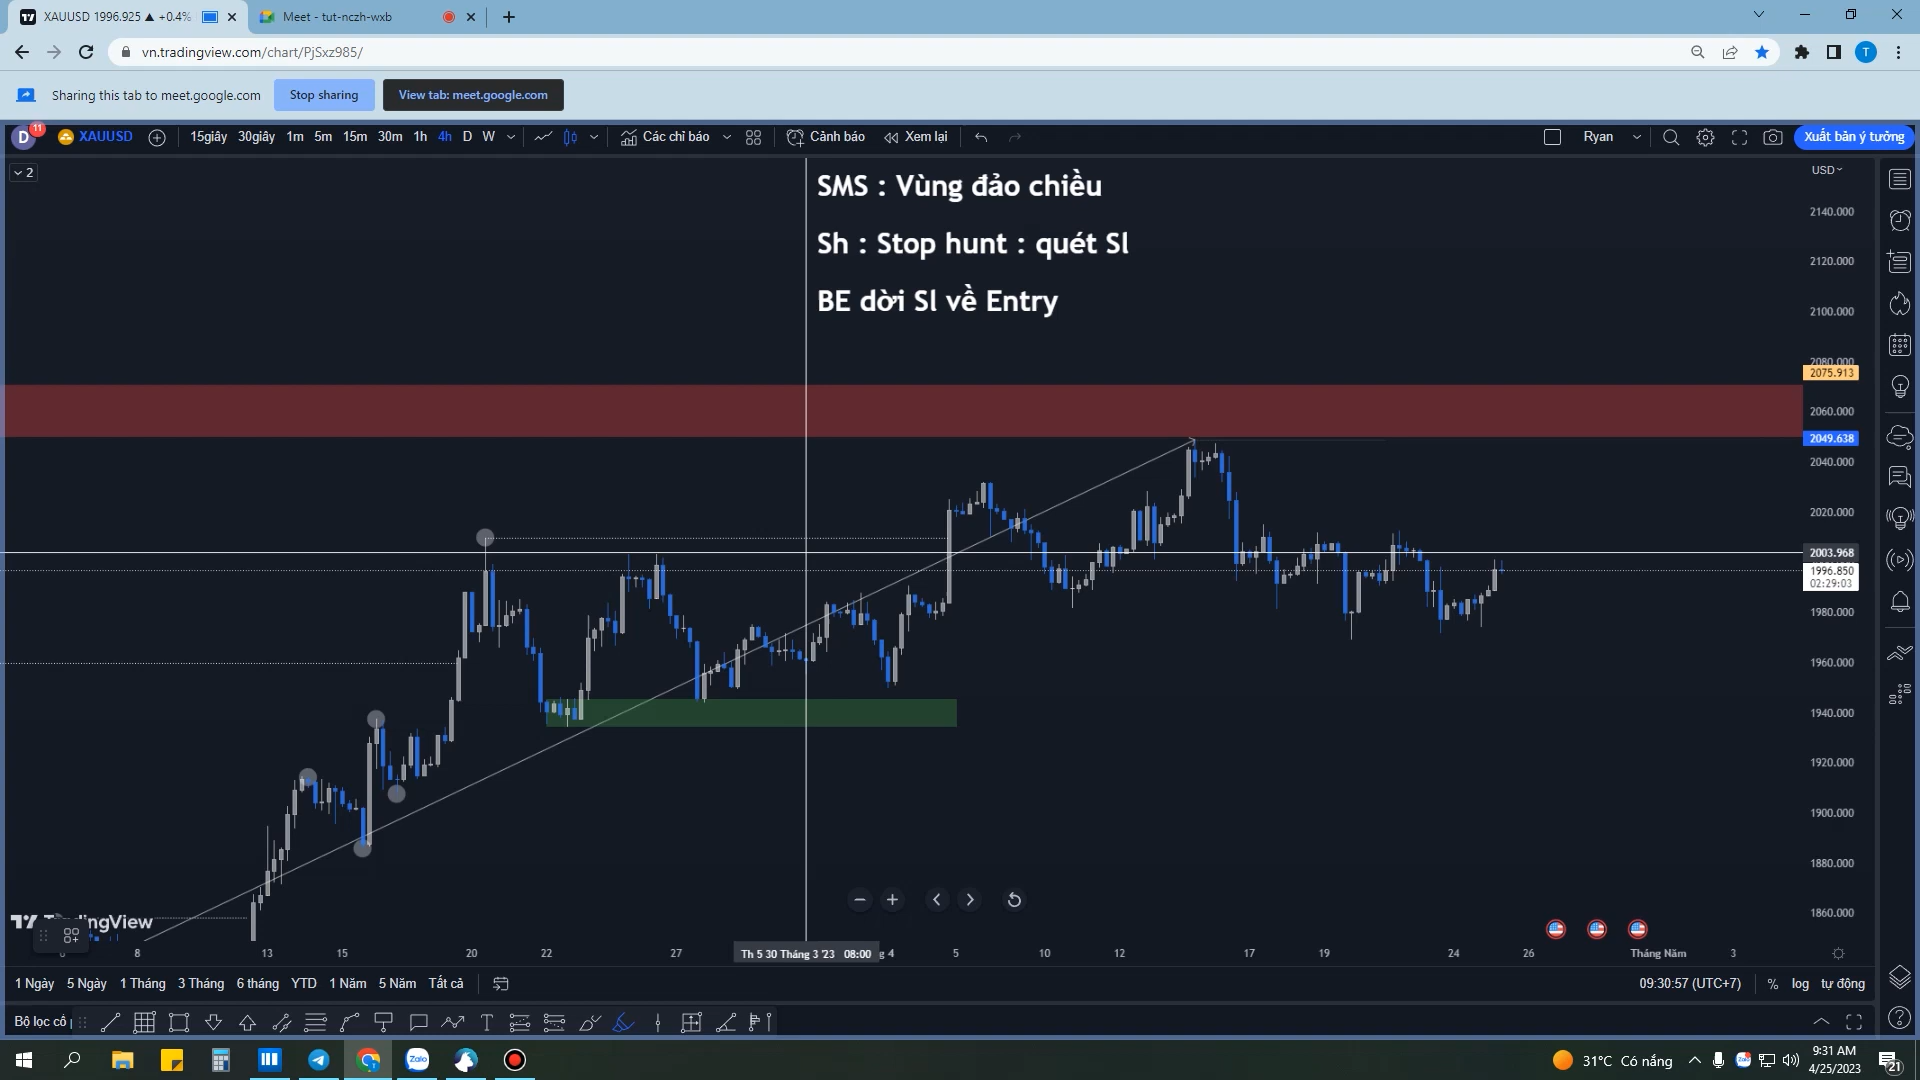 XAUUSD 1996.925 ▲ +0.4%
Meet - tut-nczh-wxb
vn.tradingview.com/chart/PjSxz985/
T
Sharing this tab to meet.google.com
Stop sharing
View tab: meet.google.com
D 11 XAUUSD 15giây 30giây 1m 5m 15m 30m 1h 4h D W Các chỉ báo Cảnh báo Xem lại Ryan Xuất bản ý tưởng
2
USD
SMS : Vùng đảo chiều
Sh : Stop hunt : quét Sl
BE dời Sl về Entry
2140.000
2120.000
2100.000
2080.000
2075.913
2060.000
2049.638
2040.000
2020.000
2003.968
1996.850
02:29:03
1980.000
1960.000
1940.000
1920.000
1900.000
1880.000
1860.000
8 13 15 20 22 27 Th 5 30 Tháng 3 '23 08:00 g 4 5 10 12 17 19 24 26 Tháng Năm 3
1 Ngày 5 Ngày 1 Tháng 3 Tháng 6 tháng YTD 1 Năm 5 Năm Tất cả
09:30:57 (UTC+7) % log tự động
Bộ lọc cổ
Zalo
31°C Có nắng
9:31 AM
4/25/2023
21